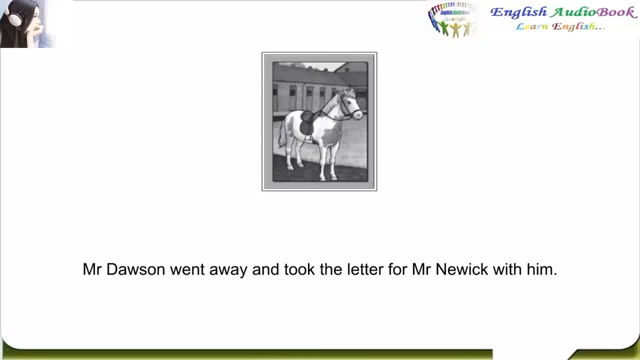 English AudioBook
Learn English...
Mr Dawson went away and took the letter for Mr Newick with him.